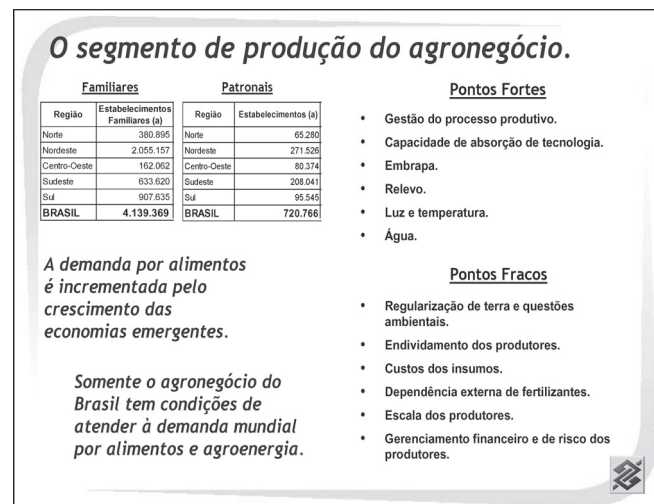 O segmento de produção do agronegócio.
Familiares
Região Estabelecimentos Familiares (a)
Norte 380.895
Nordeste 2.055.157
Centro-Oeste 162.062
Sudeste 633.620
Sul 907.635
BRASIL 4.139.369
Patronais
Região Estabelecimentos (a)
Norte 65.280
Nordeste 271.526
Centro-Oeste 80.374
Sudeste 208.041
Sul 95.545
BRASIL 720.766
A demanda por alimentos
é incrementada pelo
crescimento das
economias emergentes.
Somente o agronegócio do
Brasil tem condições de
atender à demanda mundial
por alimentos e agroenergia.
Pontos Fortes
• Gestão do processo produtivo.
• Capacidade de absorção de tecnologia.
• Embrapa.
• Relevo.
• Luz e temperatura.
• Água.
Pontos Fracos
• Regularização de terra e questões
ambientais.
• Endividamento dos produtores.
• Custos dos insumos.
• Dependência externa de fertilizantes.
• Escala dos produtores.
• Gerenciamento financeiro e de risco dos
produtores.